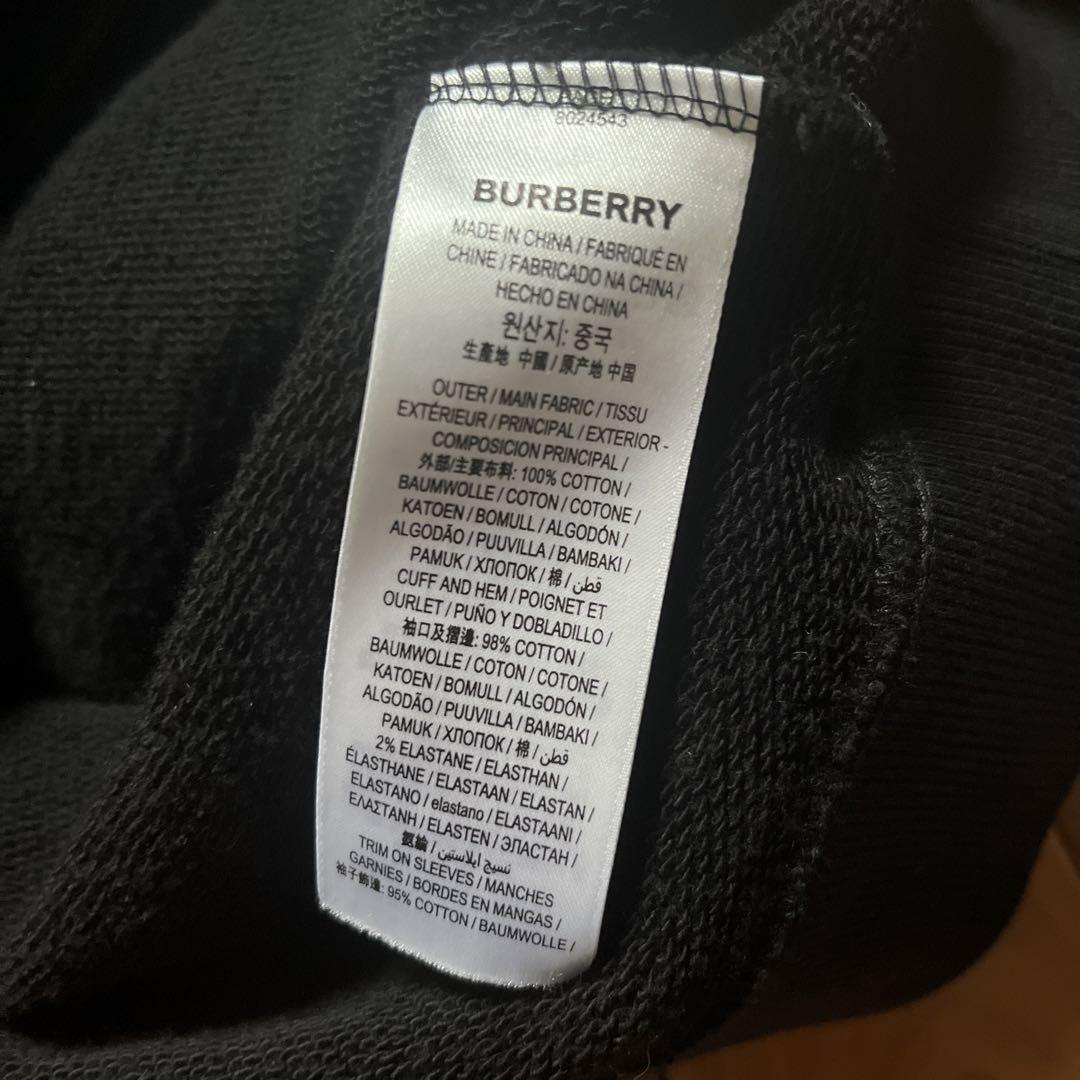 8024543
BURBERRY
MADE IN CHINA / FABRIQUÉ EN
CHINE / FABRICADO NA CHINA /
HECHO EN CHINA
원산지: 중국
生產地 中國 / 原产地 中国
OUTER / MAIN FABRIC / TISSU
EXTÉRIEUR / PRINCIPAL / EXTERIOR -
COMPOSICION PRINCIPAL /
外部/主要布料: 100% COTTON /
BAUMWOLLE / COTON / COTONE /
KATOEN / BOMULL / ALGODÓN /
ALGODÃO / PUUVILLA / BAMBAKI /
PAMUK / ХЛОПОК / 棉 / قطن
CUFF AND HEM / POIGNET ET
OURLET / PUÑO Y DOBLADILLO /
袖口及摺邊: 98% COTTON /
BAUMWOLLE / COTON / COTONE /
KATOEN / BOMULL / ALGODÓN /
ALGODÃO / PUUVILLA / BAMBAKI /
PAMUK / ХЛОПОК / 棉 / قطن
2% ELASTANE / ELASTHAN /
ÉLASTHANE / ELASTAAN / ELASTAN /
ELASTANO / elastano / ELASTAANI /
ΕΛΑΣΤΑΝΗ / ELASTEN / ЭЛАСТАН /
氨綸 / نسيج ايلاستين
TRIM ON SLEEVES / MANCHES
GARNIES / BORDES EN MANGAS /
袖子飾邊: 95% COTTON / BAUMWOLLE /